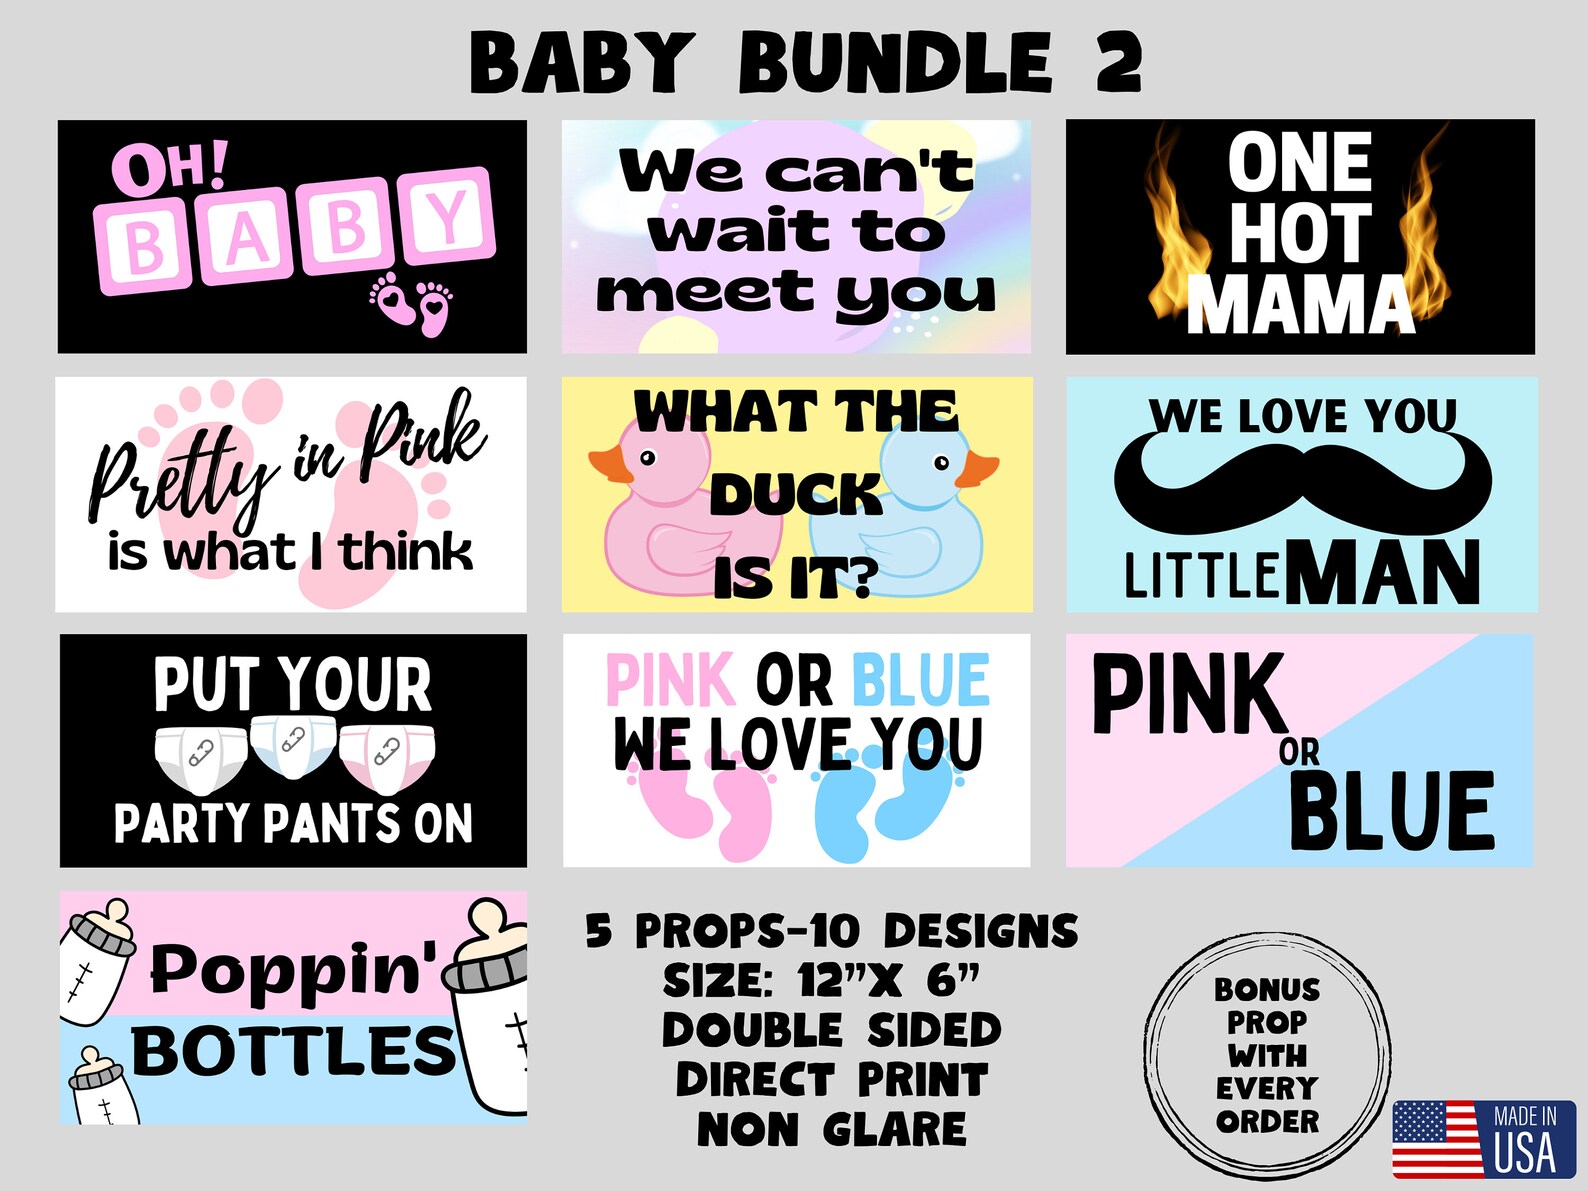 BABY BUNDLE 2
OH!
BABY
We can't
wait to
meet you
ONE
HOT
MAMA
Pretty in Pink
is what I think
WHAT THE
DUCK
IS IT?
WE LOVE YOU
LITTLE MAN
PUT YOUR
PARTY PANTS ON
PINK OR BLUE
WE LOVE YOU
PINK
OR
BLUE
Poppin'
BOTTLES
5 PROPS-10 DESIGNS
SIZE: 12”X 6”
DOUBLE SIDED
DIRECT PRINT
NON GLARE
BONUS
PROP
WITH
EVERY
ORDER
MADE IN
USA